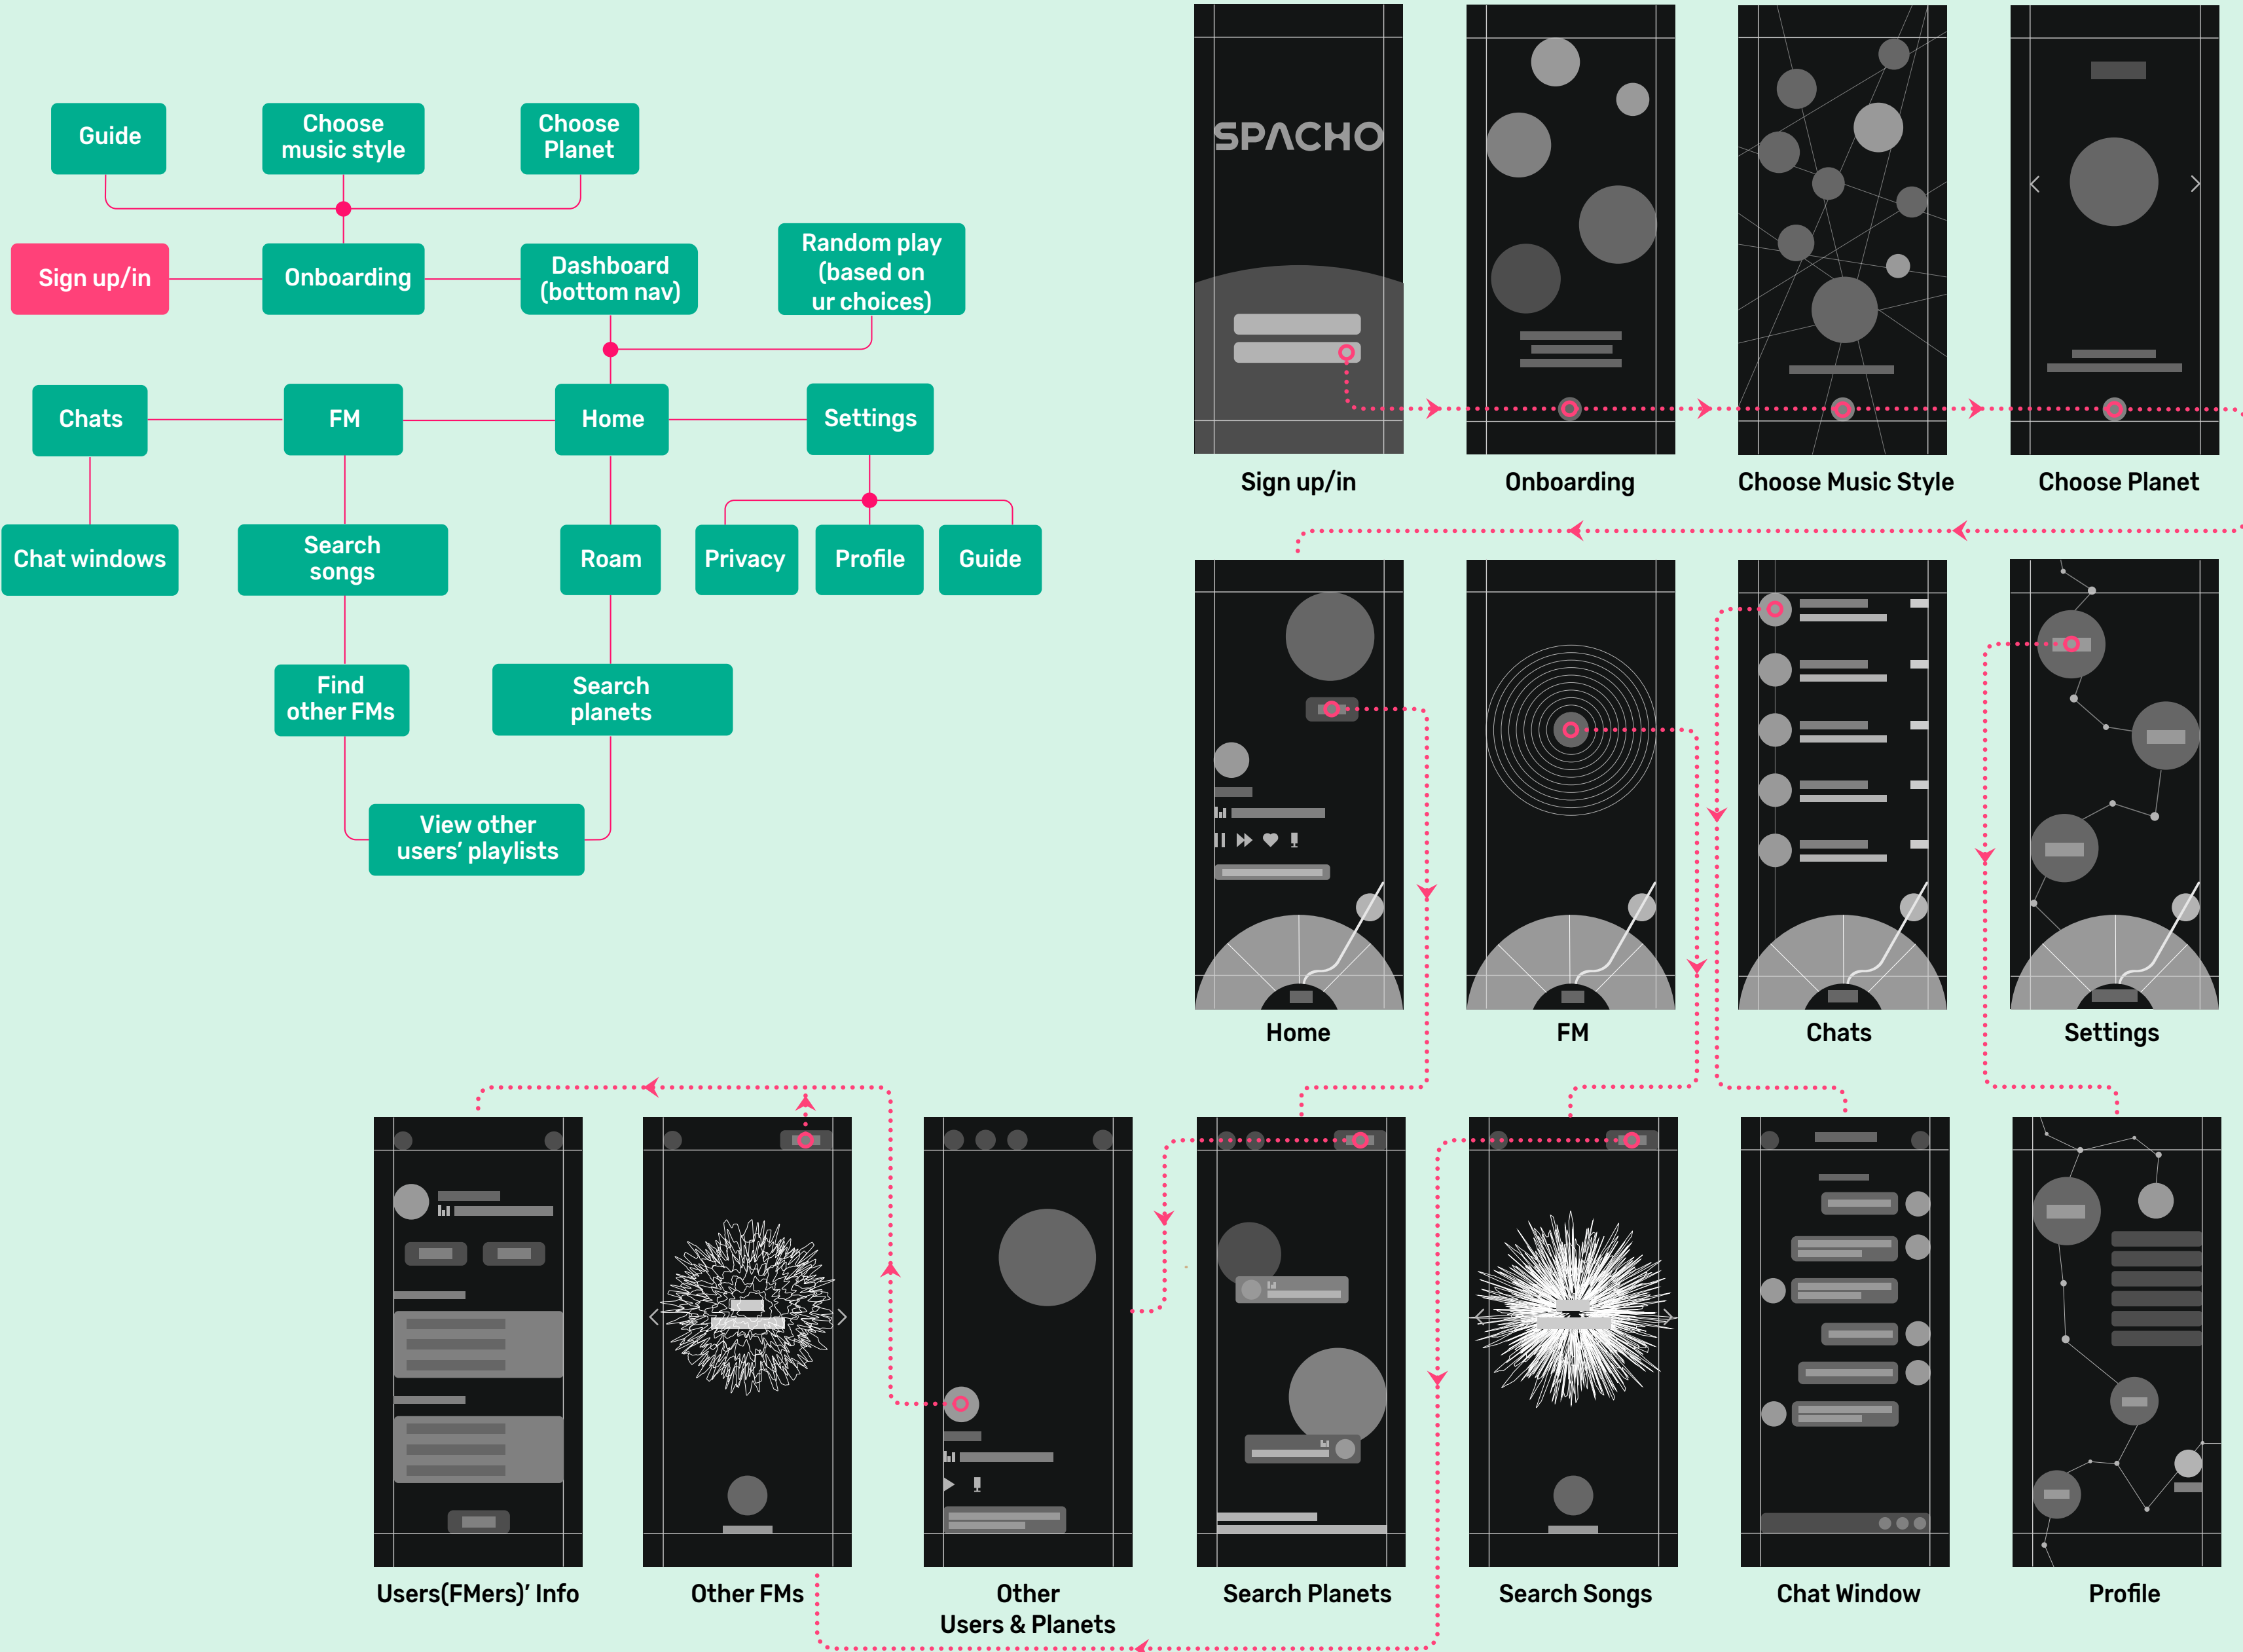 Guide
Choose
music style
Choose
Planet
Sign up/in
Onboarding
Dashboard
(bottom nav)
Random play
(based on
ur choices)
Chats
FM
Home
Settings
Chat windows
Search
songs
Roam
Privacy
Profile
Guide
Find
other FMs
Search
planets
View other
users’ playlists
SPACHO
Sign up/in
Onboarding
Choose Music Style
Choose Planet
Home
FM
Chats
Settings
Users(FMers)’ Info
Other FMs
Other
Users & Planets
Search Planets
Search Songs
Chat Window
Profile